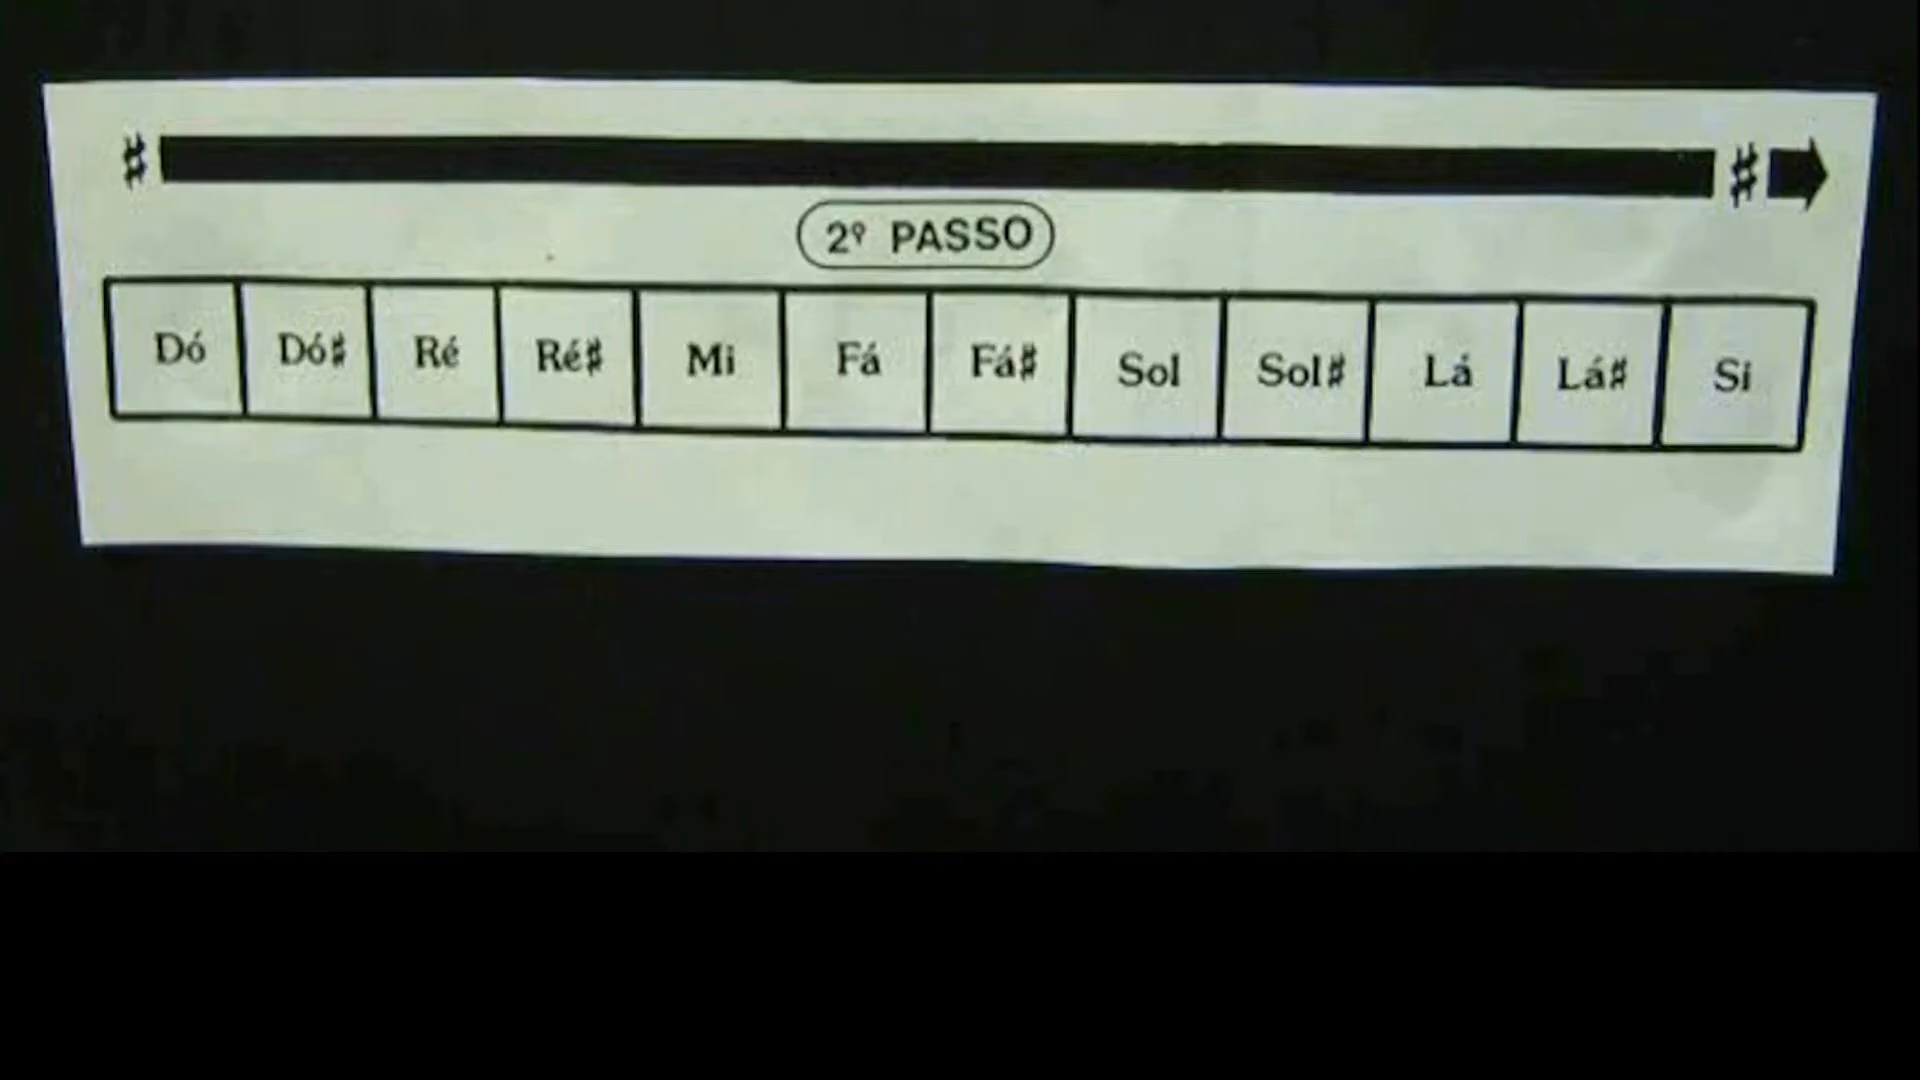 ♯ ♯
2º PASSO
Dó Dó♯ Ré Ré♯ Mi Fá Fá♯ Sol Sol♯ Lá Lá♯ Si